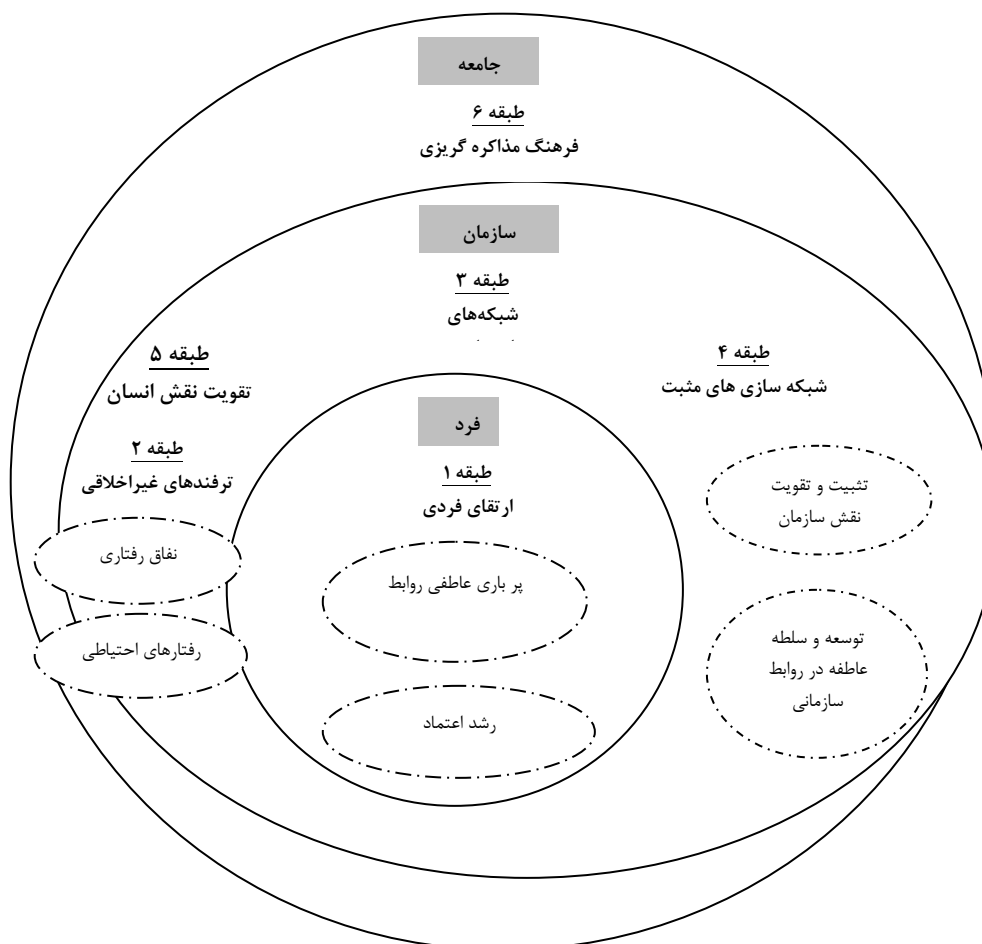 جامعه
طبقه ۶
فرهنگ مذاکره گریزی
سازمان
طبقه ۳
شبکه‌های
طبقه ۴
شبکه سازی های مثبت
طبقه ۵
تقویت نقش انسان
فرد
طبقه ۱
ارتقای فردی
طبقه ۲
ترفندهای غیراخلاقی
تثبیت و تقویت
نقش سازمان
نفاق رفتاری
پر باری عاطفی روابط
توسعه و سلطه
عاطفه در روابط
سازمانی
رفتارهای احتیاطی
رشد اعتماد